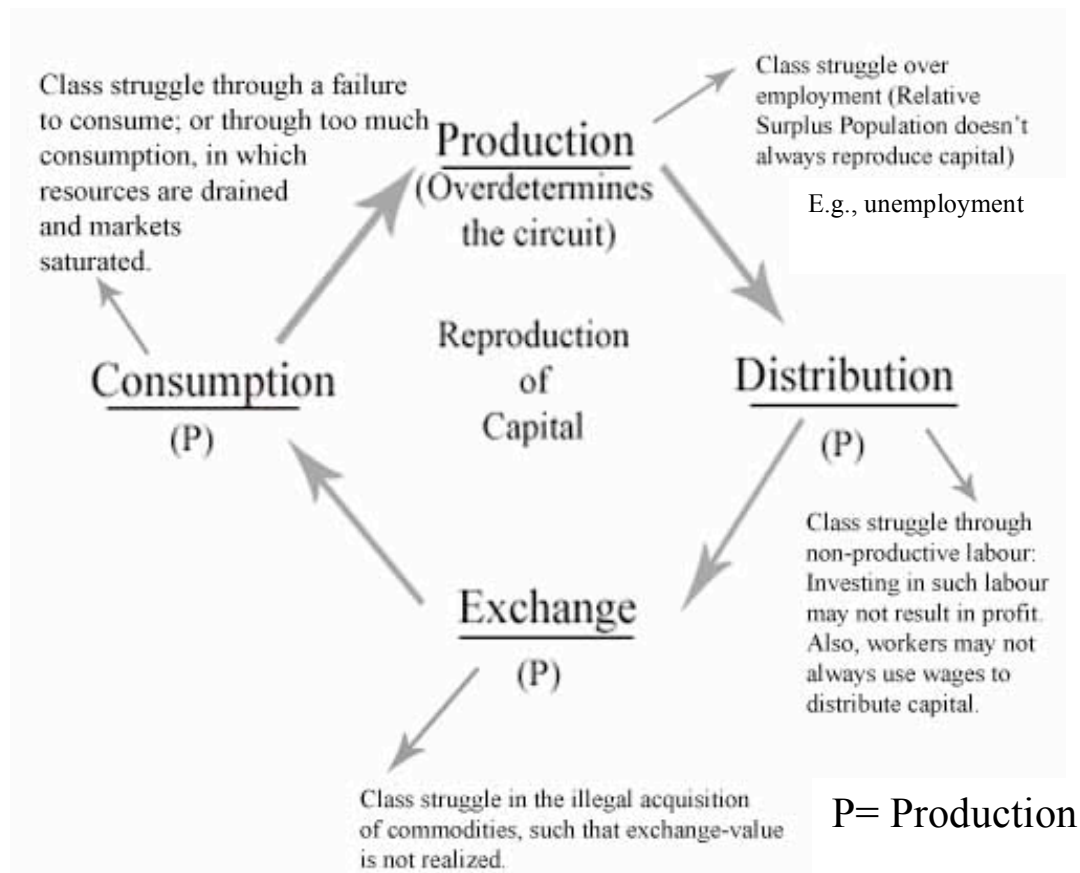 Class struggle through a failure
to consume; or through too much
consumption, in which
resources are drained
and markets
saturated.
Production
(Overdetermines
the circuit)
Class struggle over
employment (Relative
Surplus Population doesn't
always reproduce capital)
E.g., unemployment
Reproduction
of
Capital
Consumption
(P)
Distribution
(P)
Class struggle through
non-productive labour:
Investing in such labour
may not result in profit.
Also, workers may not
always use wages to
distribute capital.
Exchange
(P)
Class struggle in the illegal acquisition
of commodities, such that exchange-value
is not realized.
P= Production